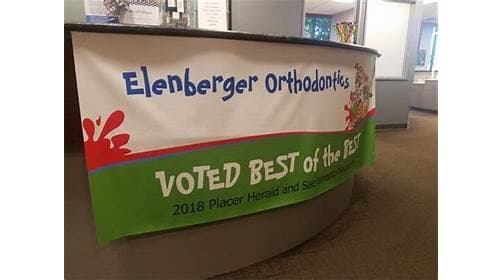 Elenberger Orthodontics
VOTED BEST of the BEST
2018 Placer Herald and Sacramento